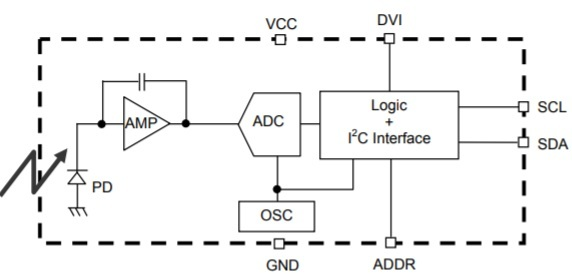 VCC
DVI
AMP
ADC
Logic
+
I²C Interface
SCL
SDA
PD
OSC
GND
ADDR